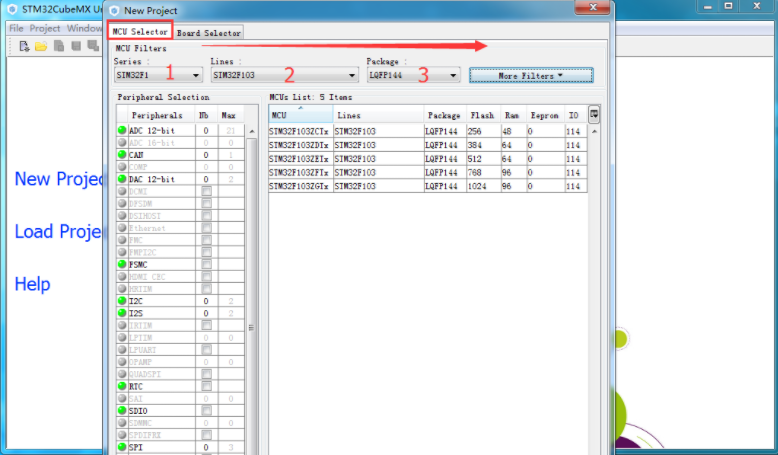 STM32CubeMX Un
New Project
File Project Window
MCU Selector Board Selector
MCU Filters
Series : Lines : Package :
STM32F1 1 STM32F103 2 LQFP144 3 More Filters
Peripheral Selection MCUs List: 5 Items
Peripherals Nb Max
MCU Lines Package Flash Ram Eeprom IO
ADC 12-bit 0 21
ADC 16-bit 0 0
CAN 0 1
COMP 0 0
DAC 12-bit 0 2
DCMI
DFSDM
DSIHOST
Ethernet
FMC
FMPI2C
FSMC
HDMI CEC
HRTIM
I2C 0 2
I2S 0 2
IRTIM
LPTIM 0 0
LPUART
OPAMP 0 0
QUADSPI
RTC
SAI 0 0
SDIO
SDMMC 0 0
SPDIFRX
SPI 0 3
STM32F103ZCTx STM32F103 LQFP144 256 48 0 114
STM32F103ZDTx STM32F103 LQFP144 384 64 0 114
STM32F103ZETx STM32F103 LQFP144 512 64 0 114
STM32F103ZFTx STM32F103 LQFP144 768 96 0 114
STM32F103ZGTx STM32F103 LQFP144 1024 96 0 114
New Projec
Load Proje
Help